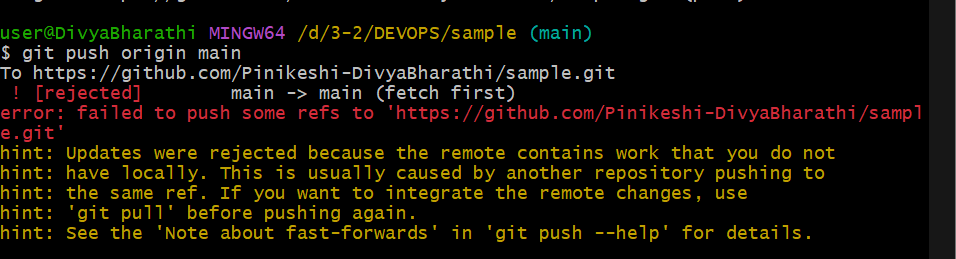 user@DivyaBharathi MINGW64 /d/3-2/DEVOPS/sample (main)
$ git push origin main
To https://github.com/Pinikeshi-DivyaBharathi/sample.git
 ! [rejected]        main -> main (fetch first)
error: failed to push some refs to 'https://github.com/Pinikeshi-DivyaBharathi/sampl
e.git'
hint: Updates were rejected because the remote contains work that you do not
hint: have locally. This is usually caused by another repository pushing to
hint: the same ref. If you want to integrate the remote changes, use
hint: 'git pull' before pushing again.
hint: See the 'Note about fast-forwards' in 'git push --help' for details.